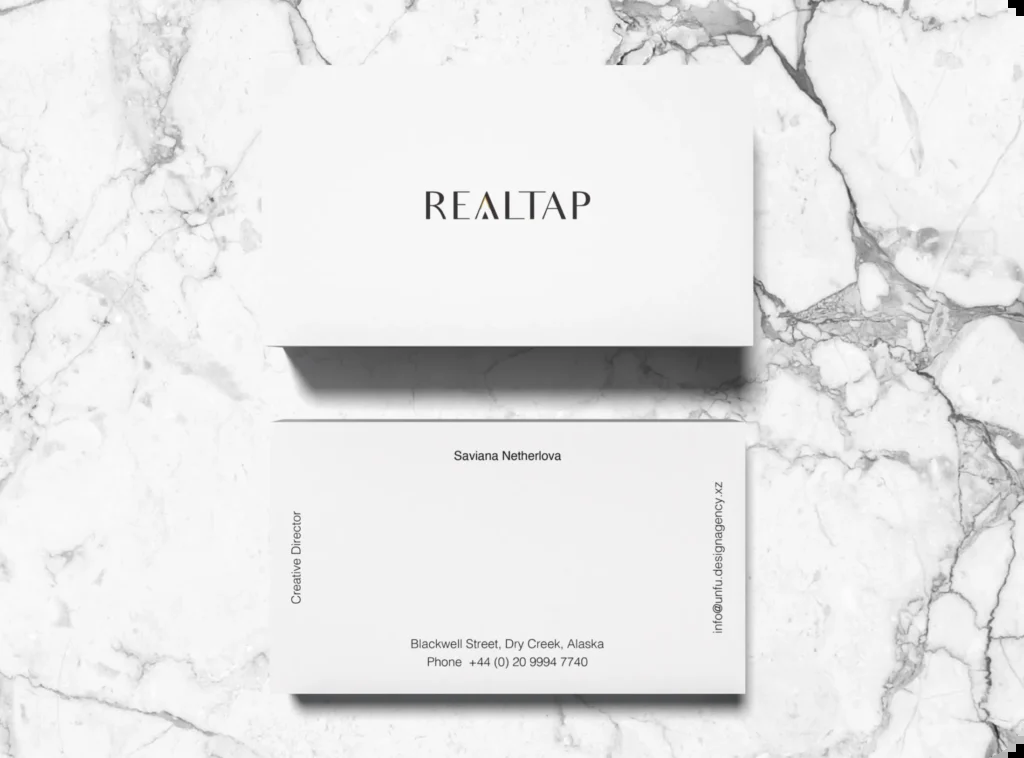 REALTAP
Saviana Netherlova
Creative Director
info@unfu.designagency.xz
Blackwell Street, Dry Creek, Alaska
Phone +44 (0) 20 9994 7740